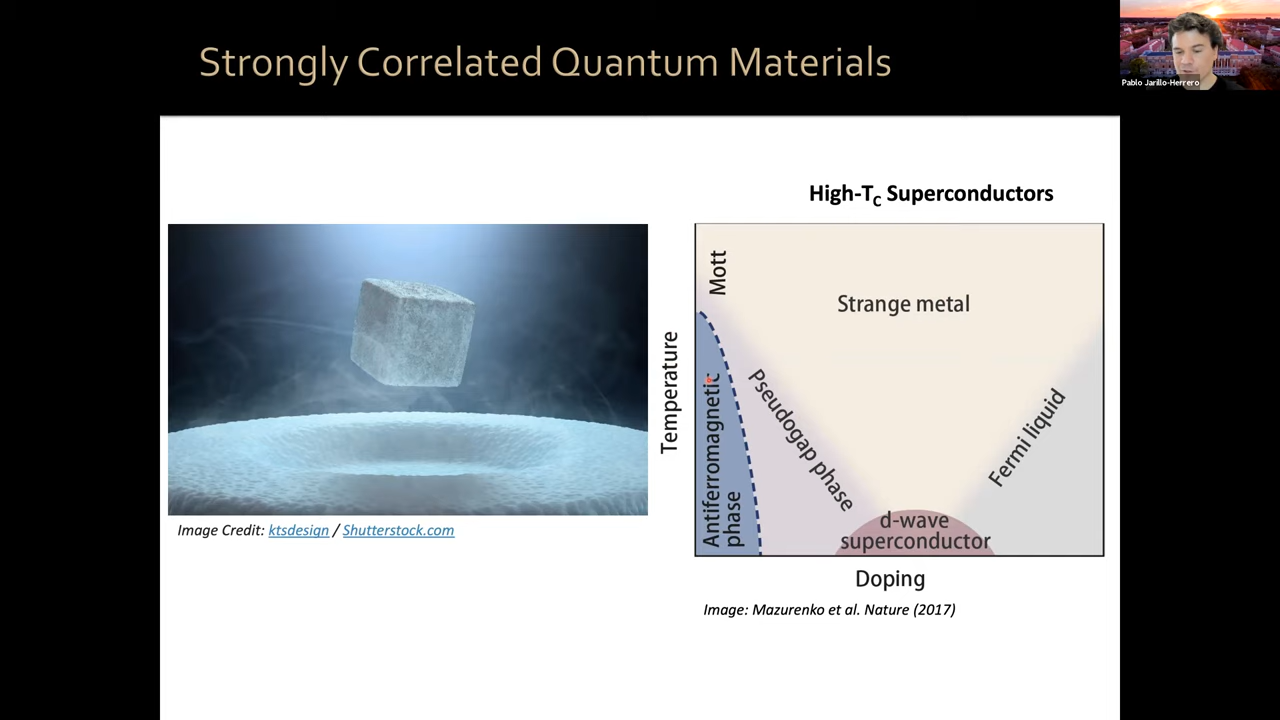 Strongly Correlated Quantum Materials
Pablo Jarillo-Herrero
High-TC Superconductors
Mott
Strange metal
Temperature
Antiferromagnetic
phase
Pseudogap phase
Fermi liquid
d-wave
superconductor
Doping
Image Credit: ktsdesign / Shutterstock.com
Image: Mazurenko et al. Nature (2017)